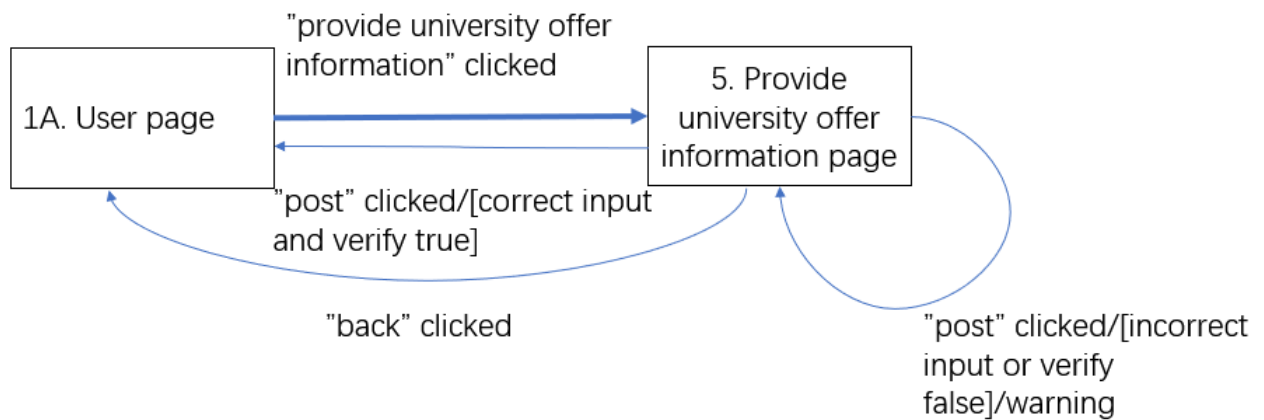 ”provide university offer
information” clicked
1A. User page
5. Provide
university offer
information page
”post” clicked/[correct input
and verify true]
”back” clicked
”post” clicked/[incorrect
input or verify
false]/warning